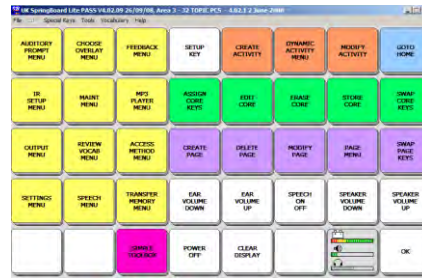 UK SpringBoard Lite PASS V4.02.09 26/09/08, Area 3 - 32 TOPIC PCS - 4.02.1 2 June 2008
File Special Keys Tools Vocabulary Help
AUDITORY PROMPT MENU
CHOOSE OVERLAY MENU
FEEDBACK MENU
SETUP KEY
CREATE ACTIVITY
DYNAMIC ACTIVITY MENU
MODIFY ACTIVITY
GOTO HOME
IR SETUP MENU
MAINT MENU
MP3 PLAYER MENU
ASSIGN CORE KEYS
EDIT CORE
ERASE CORE
STORE CORE
SWAP CORE KEYS
OUTPUT MENU
REVIEW VOCAB MENU
ACCESS METHOD MENU
CREATE PAGE
DELETE PAGE
MODIFY PAGE
PAGE MENU
SWAP PAGE KEYS
SETTINGS MENU
SPEECH MENU
TRANSFER MEMORY MENU
EAR VOLUME DOWN
EAR VOLUME UP
SPEECH ON OFF
SPEAKER VOLUME DOWN
SPEAKER VOLUME UP
TOOLBOX
POWER OFF
CLEAR DISPLAY
OK